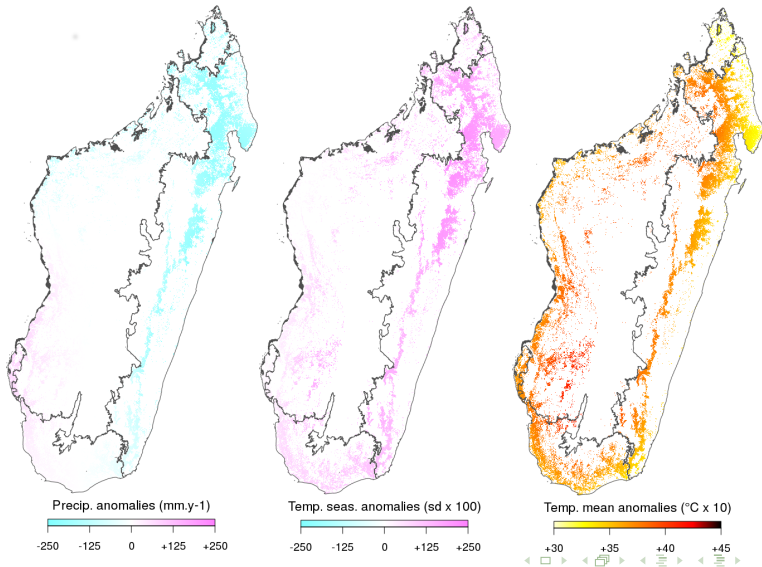 Precip. anomalies (mm.y-1)
-250 -125 0 +125 +250
Temp. seas. anomalies (sd x 100)
-250 -125 0 +125 +250
Temp. mean anomalies (°C x 10)
+30 +35 +40 +45